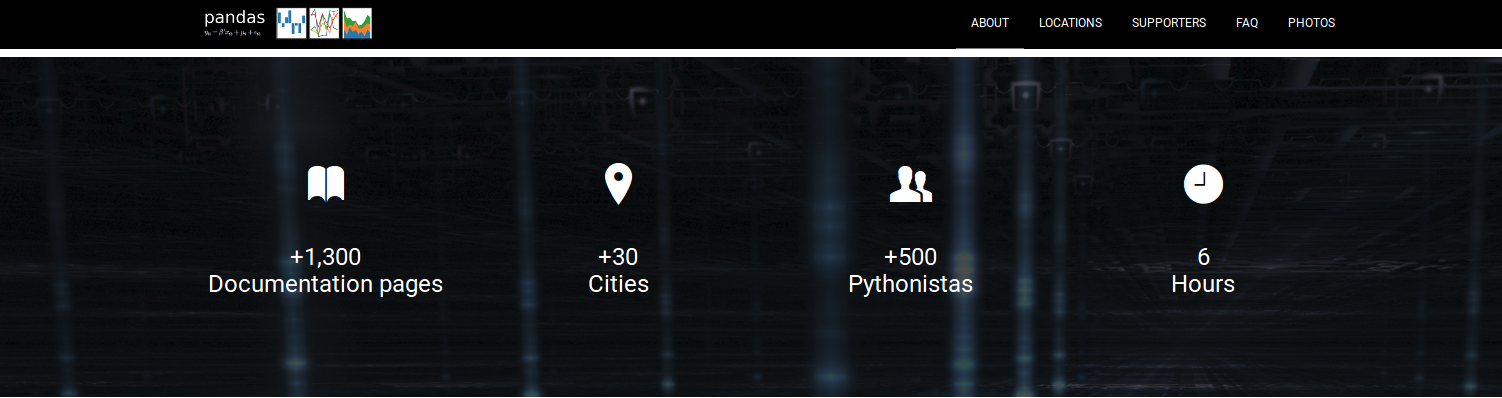 pandas
ABOUT
LOCATIONS
SUPPORTERS
FAQ
PHOTOS
+1,300
Documentation pages
+30
Cities
+500
Pythonistas
6
Hours